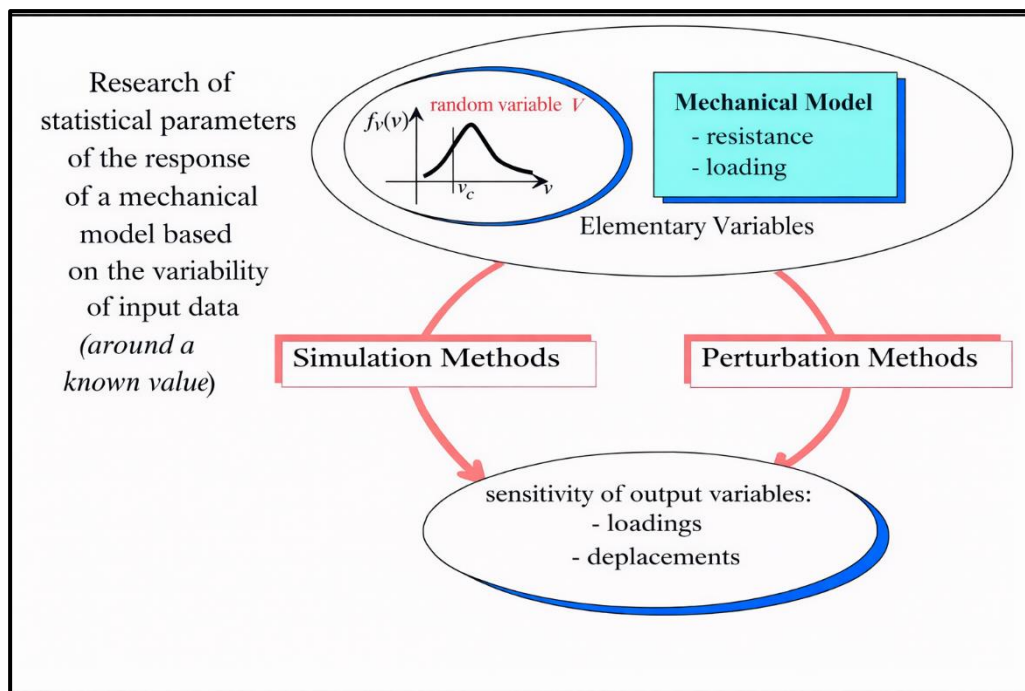 Research of
statistical parameters
of the response
of a mechanical
model based
on the variability
of input data
(around a
known value)
random variable V
fv(v)
vc
v
Mechanical Model
- resistance
- loading
Elementary Variables
Simulation Methods
Perturbation Methods
sensitivity of output variables:
- loadings
- deplacements